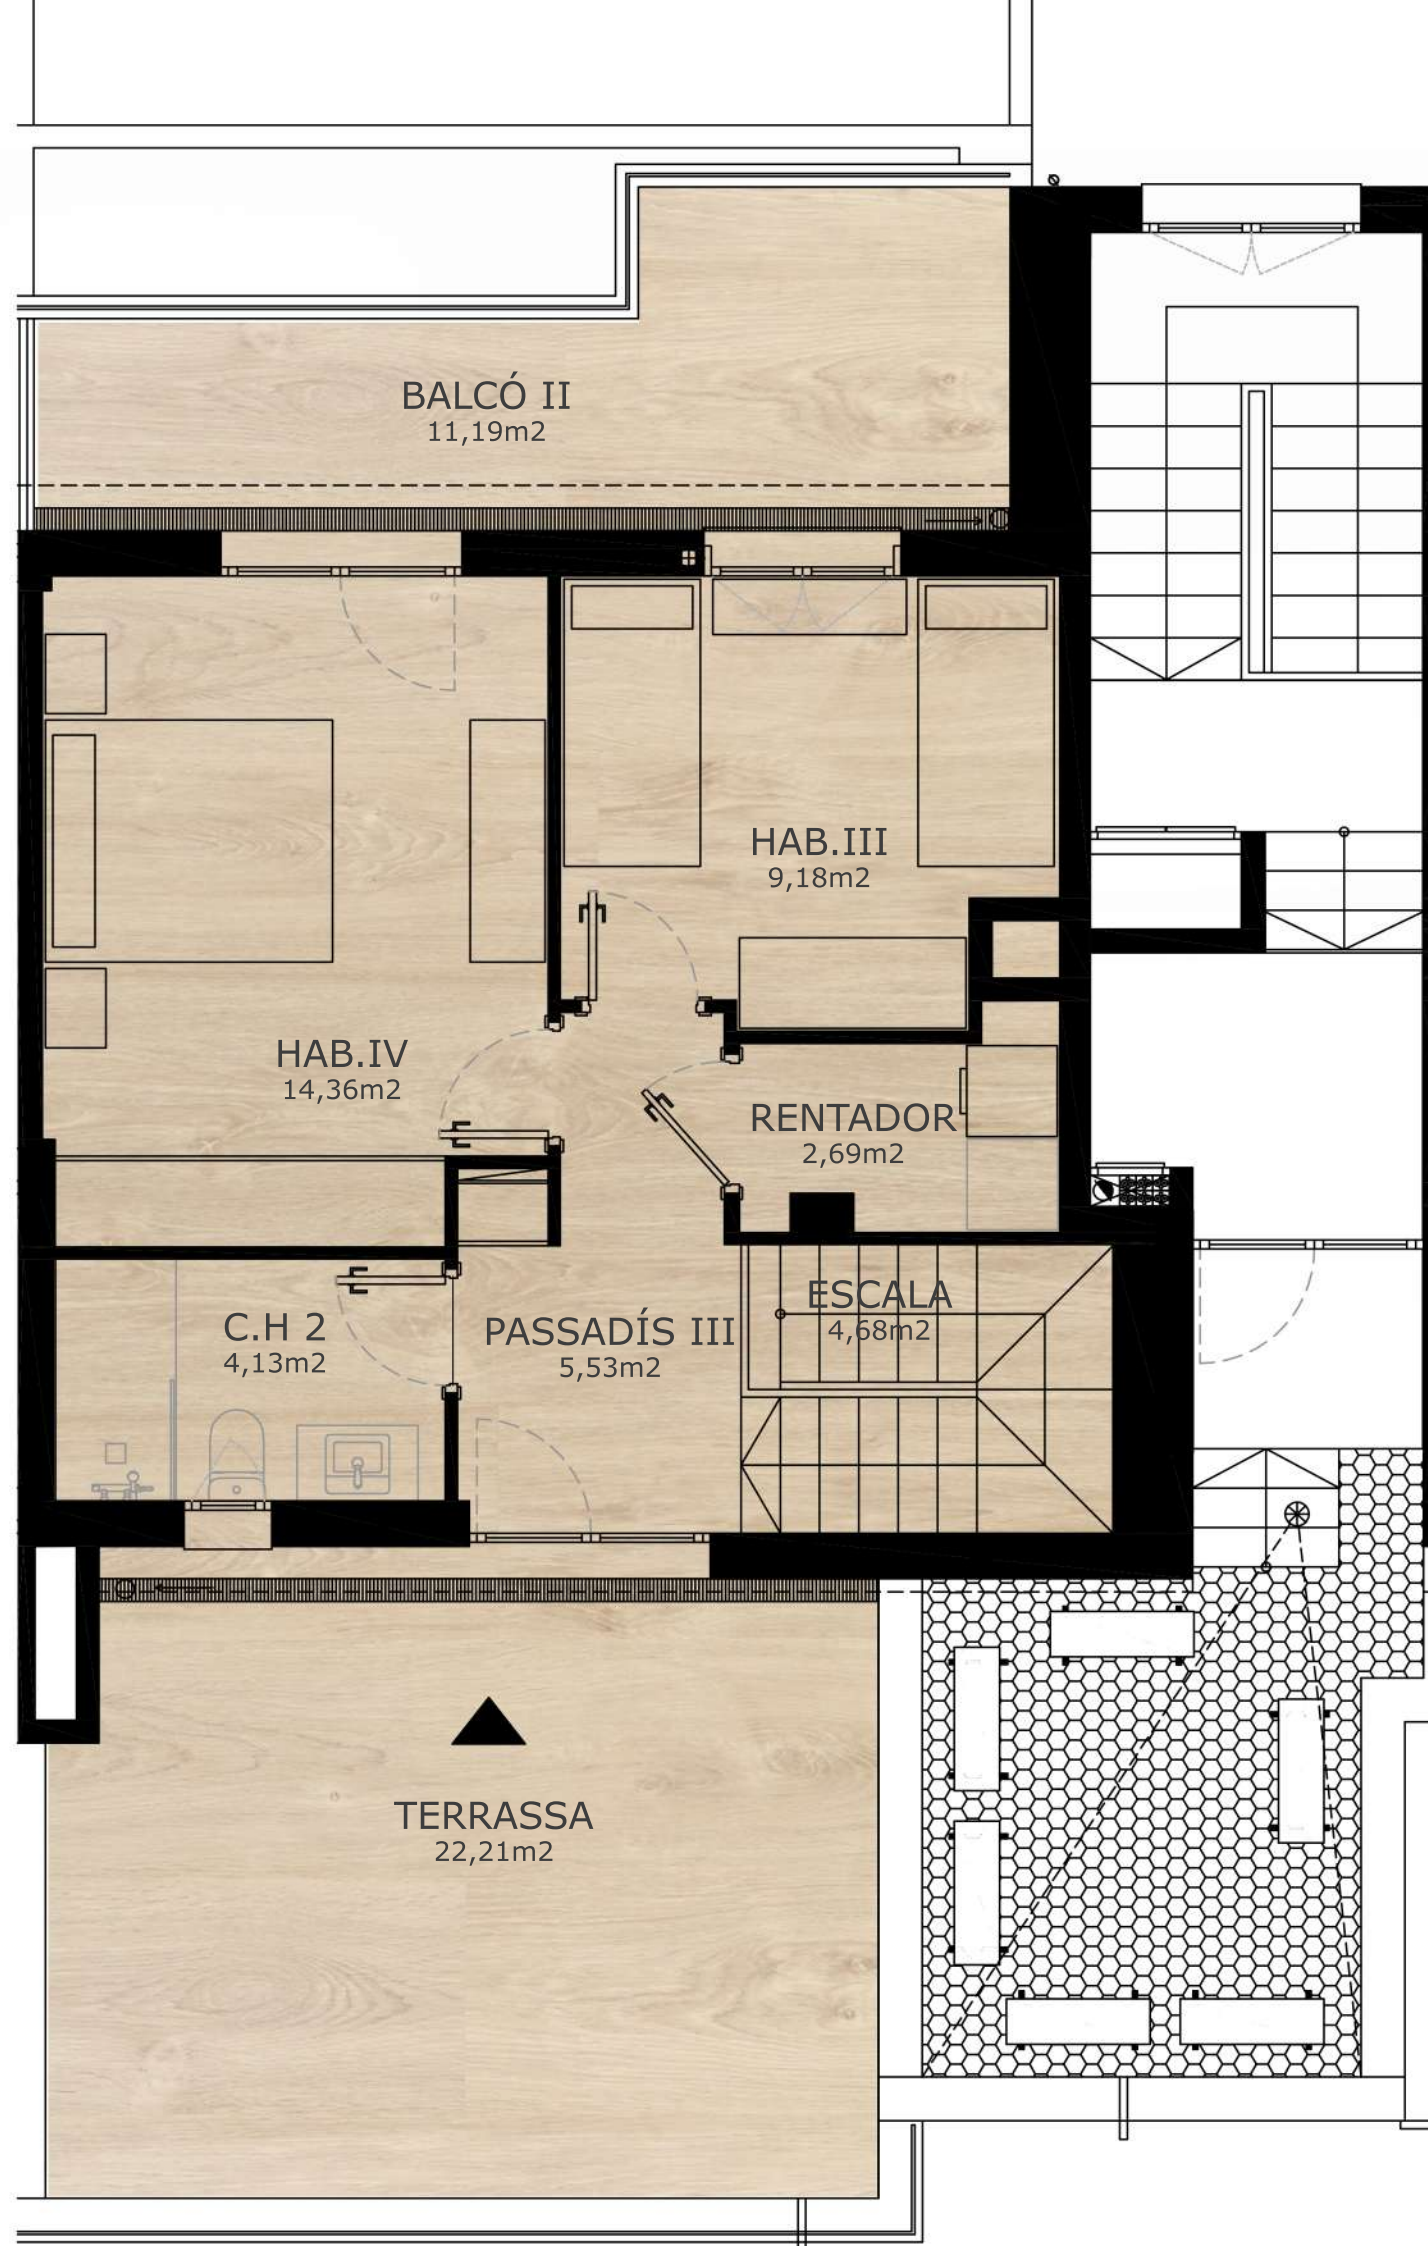 BALCÓ II
11,19m2
HAB.III
9,18m2
HAB.IV
14,36m2
RENTADOR
2,69m2
ESCALA
4,68m2
C.H 2
4,13m2
PASSADÍS III
5,53m2
TERRASSA
22,21m2